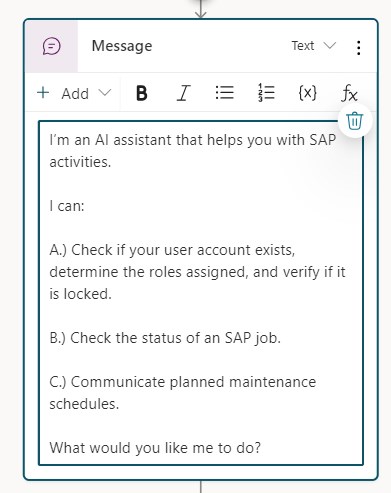 Message
Text
+ Add B I {x} fx
I'm an AI assistant that helps you with SAP
activities.
I can:
A.) Check if your user account exists,
determine the roles assigned, and verify if it
is locked.
B.) Check the status of an SAP job.
C.) Communicate planned maintenance
schedules.
What would you like me to do?